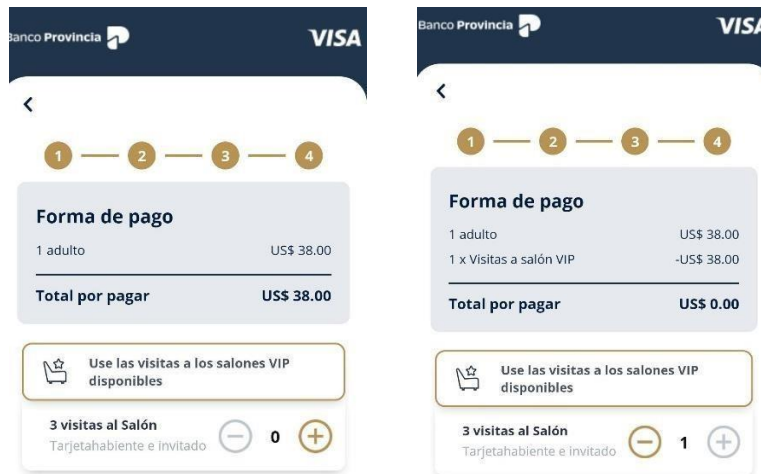 Banco Provincia
VISA
1
2
3
4
Forma de pago
1 adulto US$ 38.00
Total por pagar US$ 38.00
Use las visitas a los salones VIP
disponibles
3 visitas al Salón
Tarjetahabiente e invitado
0
Banco Provincia
VISA
1
2
3
4
Forma de pago
1 adulto US$ 38.00
1 x Visitas a salón VIP -US$ 38.00
Total por pagar US$ 0.00
Use las visitas a los salones VIP
disponibles
3 visitas al Salón
Tarjetahabiente e invitado
1